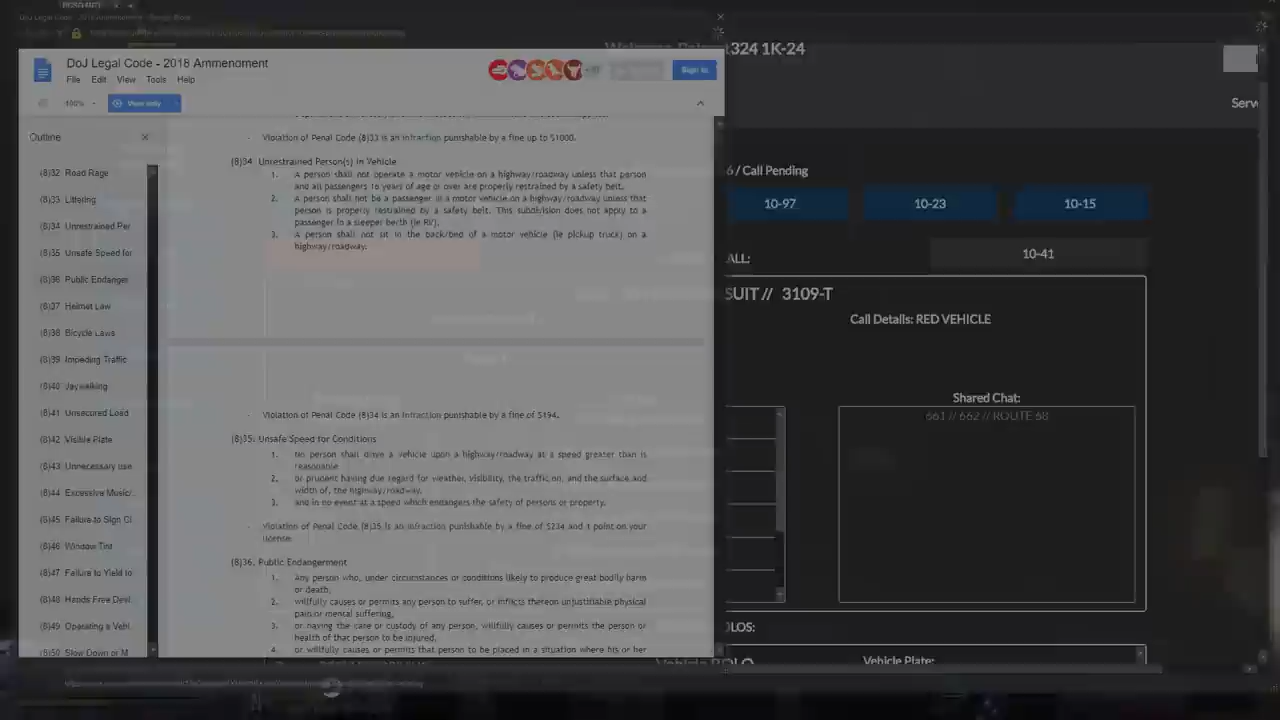 DoJ Legal Code - 2018 Ammenoment
File Edit View Tools Help
Sign In
100%
View only
Outline
(8)32 Road Rage
(8)33 Littering
(8)34 Unrestrained Per
(8)35 Unsafe Speed for
(8)36 Public Endanger
(8)37 Helmet Law
(8)38 Bicycle Laws
(8)39 Impeding Traffic
(8)40 Jaywalking
(8)41 Unsecured Load
(8)42 Visible Plate
(8)43 Unnecessary use
(8)44 Excessive Music/..
(8)45 Failure to Sign Ci
(8)46 Window Tint
(8)47 Failure to Yield to
(8)48 Hands Free Devi..
(8)49 Operating a Vehi..
(8)50 Slow Down or M
- Violation of Penal Code (8)33 is an infraction punishable by a fine up to $1000.
(8)34 Unrestrained Person(s) in Vehicle
1. A person shall not operate a motor vehicle on a highway/roadway unless that person
and all passengers 16 years of age or over are properly restrained by a safety belt.
2. A person shall not be a passenger in a motor vehicle on a highway/roadway unless that
person is properly restrained by a safety belt. This subdivision does not apply to a
passenger in a sleeper berth (ie RV).
3. A person shall not sit in the back/bed of a motor vehicle (ie pickup truck) on a
highway/roadway.
- Violation of Penal Code (8)34 is an infraction punishable by a fine of $194.
(8)35. Unsafe Speed for Conditions
1. No person shall drive a vehicle upon a highway/roadway at a speed greater than is
reasonable
2. or prudent having due regard for weather, visibility, the traffic on, and the surface and
width of, the highway/roadway,
3. and in no event at a speed which endangers the safety of persons or property.
- Violation of Penal Code (8)35 is an infraction punishable by a fine of $234 and 1 point on your
license.
(8)36. Public Endangerment
1. Any person who, under circumstances or conditions likely to produce great bodily harm
or death,
2. willfully causes or permits any person to suffer, or inflicts thereon unjustifiable physical
pain or mental suffering,
3. or having the care or custody of any person, willfully causes or permits the person or
health of that person to be injured,
4. or willfully causes or permits that person to be placed in a situation where his or her
1324 1K-24
Serv
6 / Call Pending
10-97 10-23 10-15
ALL:
10-41
SUIT // 3109-T
Call Details: RED VEHICLE
Shared Chat:
661 // 662 // ROUTE 68
OLOS:
Vehicle BOLO
Vehicle Plate: